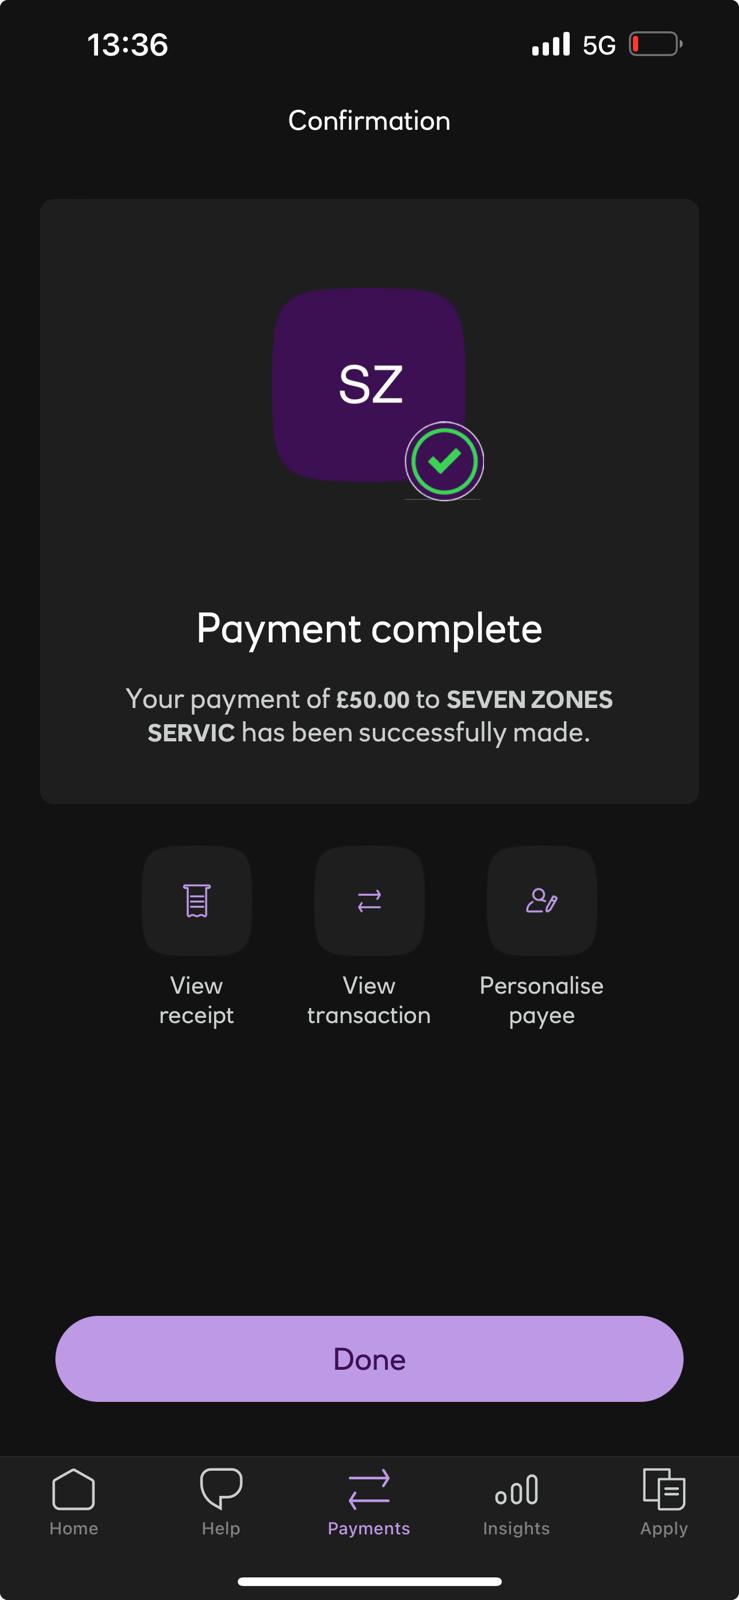 13:36 5G
Confirmation
SZ
Payment complete
Your payment of £50.00 to SEVEN ZONES
SERVIC has been successfully made.
View View Personalise
receipt transaction payee
Done
Home Help Payments Insights Apply